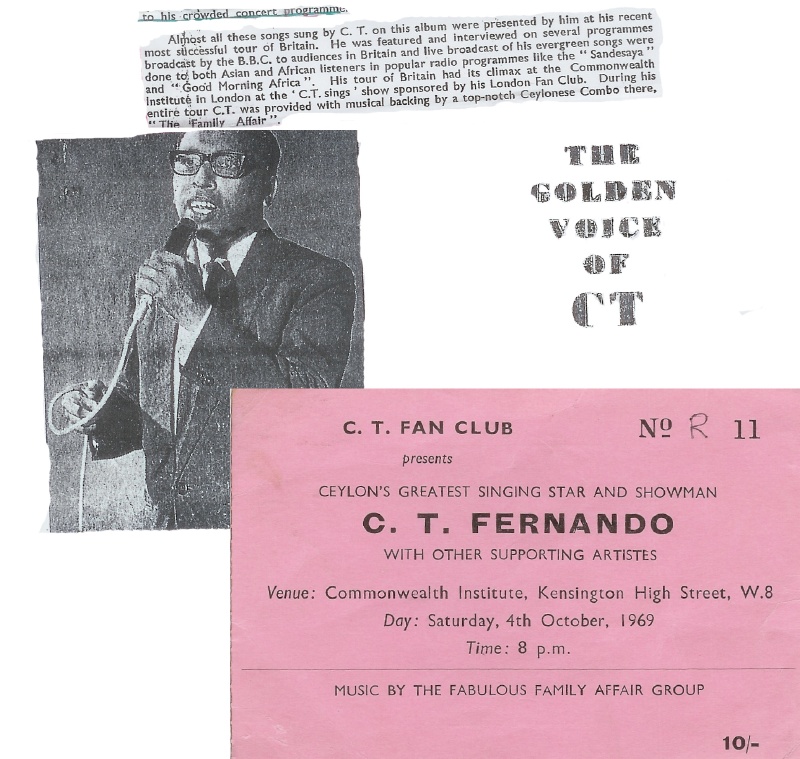 to his crowded concert programme.
Almost all these songs sung by C. T. on this album were presented by him at his recent
most successful tour of Britain. He was featured and interviewed on several programmes
broadcast by the B.B.C. to audiences in Britain and live broadcast of his evergreen songs were
done to both Asian and African listeners in popular radio programmes like the "Sandesaya"
and "Good Morning Africa". His tour of Britain had its climax at the Commonwealth
Institute in London at the 'C.T. sings' show sponsored by his London Fan Club. During his
entire tour C.T. was provided with musical backing by a top-notch Ceylonese Combo there,
"The Family Affair".
THE
GOLDEN
VOICE
OF
CT
C. T. FAN CLUB
Nº R 11
presents
CEYLON'S GREATEST SINGING STAR AND SHOWMAN
C. T. FERNANDO
WITH OTHER SUPPORTING ARTISTES
Venue: Commonwealth Institute, Kensington High Street, W.8
Day: Saturday, 4th October, 1969
Time: 8 p.m.
MUSIC BY THE FABULOUS FAMILY AFFAIR GROUP
10/-